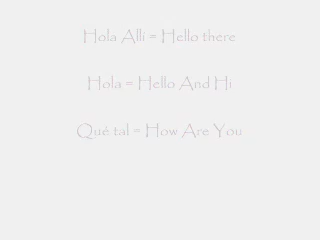 Hola Allí = Hello there
Hola = Hello And Hi
Qué tal = How Are You